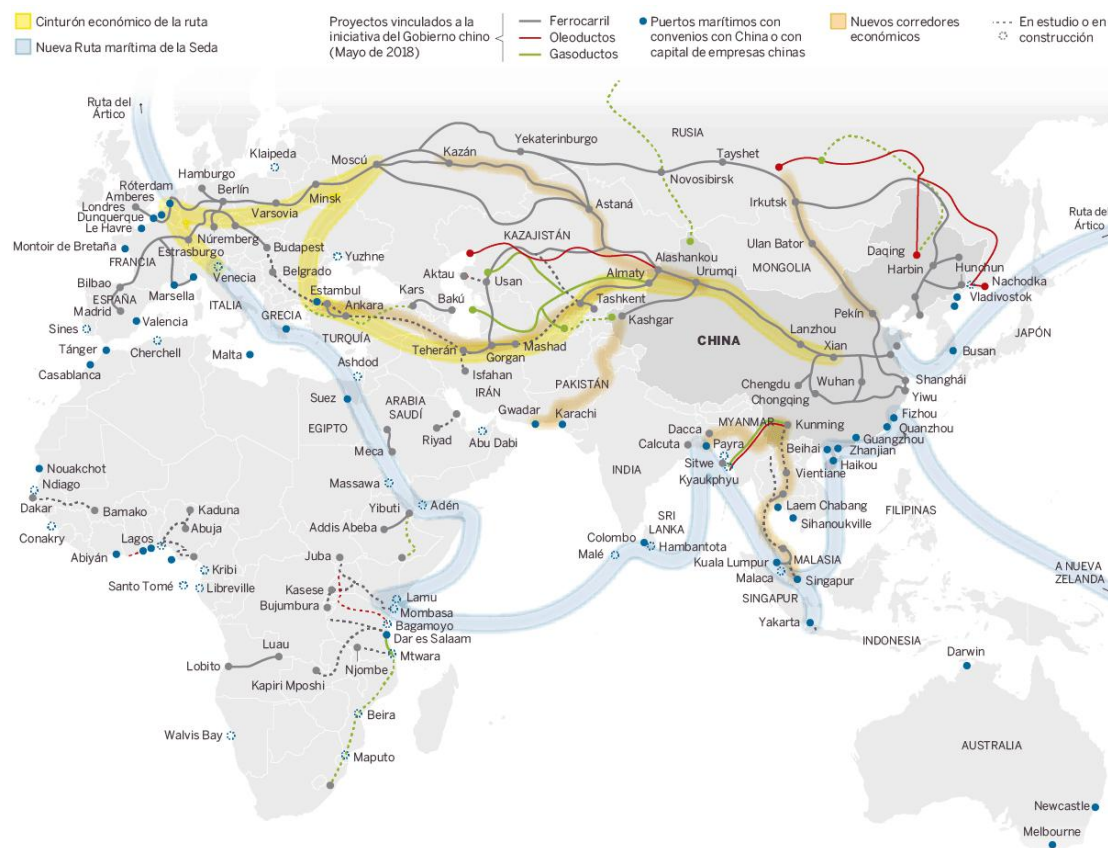 Cinturón económico de la ruta
Nueva Ruta marítima de la Seda
Proyectos vinculados a la
iniciativa del Gobierno chino
(Mayo de 2018)
Ferrocarril
Oleoductos
Gasoductos
Puertos marítimos con
convenios con China o con
capital de empresas chinas
Nuevos corredores
económicos
En estudio o en
construcción
Ruta del
Ártico
Klaipeda
Hamburgo
Róterdam
Amberes
Londres
Dunquerque
Le Havre
Montoir de Bretaña
FRANCIA
Estrasburgo
Berlín
Varsovia
Minsk
Moscú
Núremberg
Budapest
Belgrado
Venecia
ITALIA
Marsella
Bilbao
ESPAÑA
Madrid
Sines
Valencia
Tánger
Casablanca
Cherchell
Malta
GRECIA
Estambul
Ankara
TURQUÍA
Yuzhne
Kars
Bakú
Kazán
Yekaterinburgo
RUSIA
Tayshet
Novosibirsk
Irkutsk
Astaná
KAZAJISTÁN
Aktau
Usan
Almaty
Alashankou
Urumqi
Tashkent
Kashgar
Ulan Bator
MONGOLIA
Daqing
Harbin
Hunchun
Nachodka
Vladivostok
Ruta del
Ártico
JAPÓN
Busan
Pekín
CHINA
Lanzhou
Xian
Chengdu
Chongqing
Wuhan
Shanghái
Yiwu
Fizhou
Quanzhou
Guangzhou
Zhanjian
Haikou
Beihai
Kunming
Teherán
Gorgan
Mashad
Isfahan
IRÁN
PAKISTÁN
Gwadar
Karachi
Ashdod
Suez
EGIPTO
ARABIA
SAUDÍ
Riyad
Meca
Abu Dabi
Massawa
Adén
Yibuti
Addis Abeba
INDIA
Dacca
Calcuta
MYANMAR
Payra
Sitwe
Kyaukphyu
Vientiane
Laem Chabang
Sihanoukville
FILIPINAS
SRI
LANKA
Colombo
Hambantota
Malé
Kuala Lumpur
Malaca
MALASIA
Singapur
SINGAPUR
Yakarta
INDONESIA
A NUEVA
ZELANDA
Nouakchot
Ndiago
Dakar
Bamako
Conakry
Kaduna
Abuja
Lagos
Abiyán
Kribi
Santo Tomé
Libreville
Juba
Kasese
Bujumbura
Lamu
Mombasa
Bagamoyo
Dar es Salaam
Mtwara
Luau
Lobito
Kapiri Mposhi
Njombe
Beira
Walvis Bay
Maputo
Darwin
AUSTRALIA
Newcastle
Melbourne